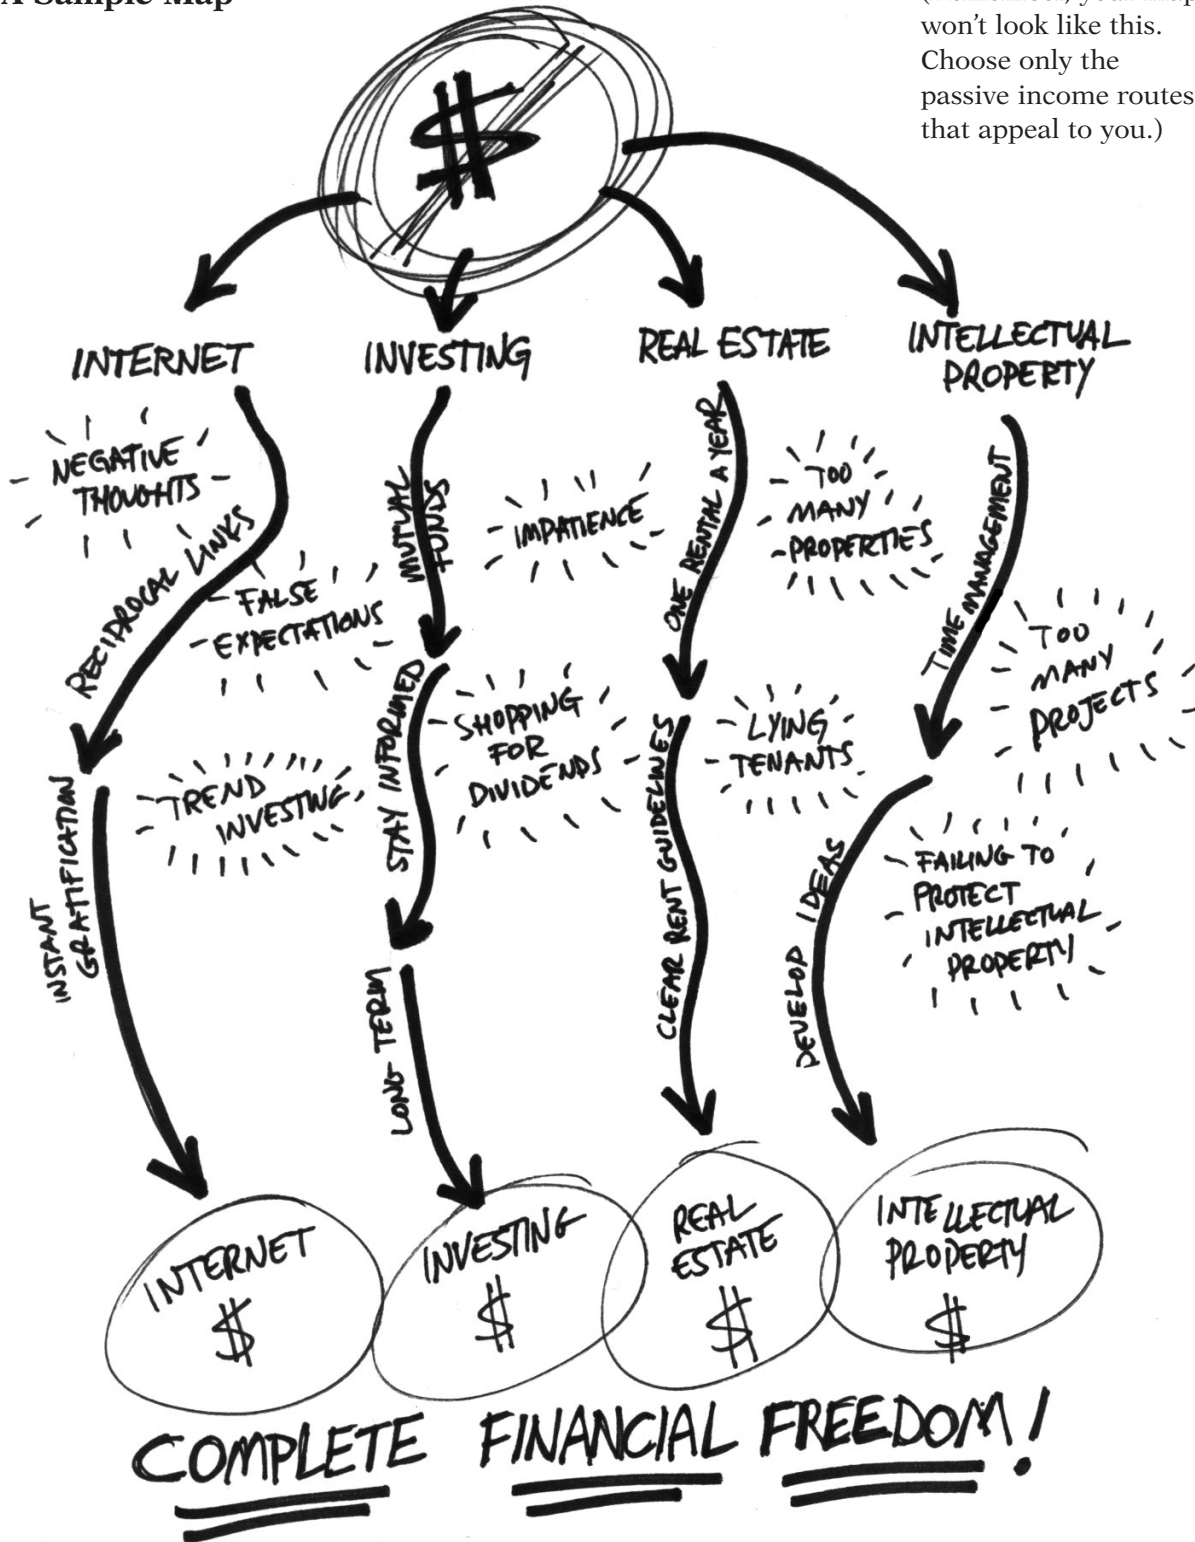 A Sample Map
(Remember, your map
won't look like this.
Choose only the
passive income routes
that appeal to you.)
$
INTERNET
INVESTING
REAL ESTATE
INTELLECTUAL
PROPERTY
NEGATIVE
THOUGHTS
RECIPROCAL LINKS
FALSE
EXPECTATIONS
INSTANT
GRATIFICATION
TREND
INVESTING
MUTUAL
FUNDS
IMPATIENCE
STAY INFORMED
SHOPPING
FOR
DIVIDENDS
LONG TERM
ONE RENTAL A YEAR
TOO
MANY
PROPERTIES
CLEAR RENT GUIDELINES
LYING
TENANTS
TIME MANAGEMENT
TOO
MANY
PROJECTS
DEVELOP IDEAS
FAILING TO
PROTECT
INTELLECTUAL
PROPERTY
INTERNET
$
INVESTING
$
REAL
ESTATE
$
INTELLECTUAL
PROPERTY
$
COMPLETE FINANCIAL FREEDOM!